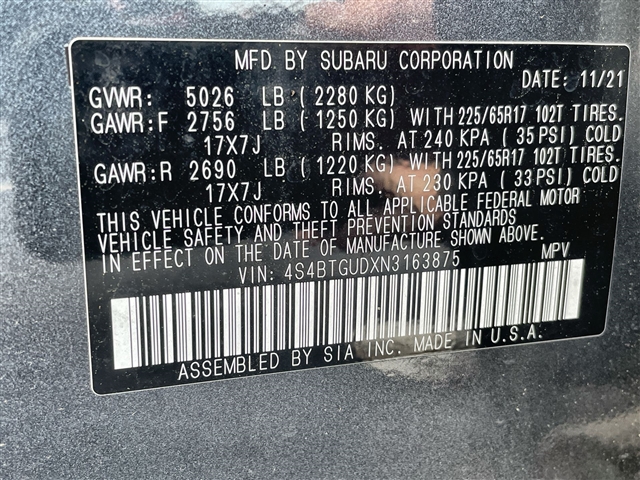 MFD. BY SUBARU CORPORATION
DATE: 11/21
GVWR: 5026 LB ( 2280 KG)
GAWR:F 2756 LB ( 1250 KG) WITH 225/65R17 102T TIRES.
17X7J RIMS. AT 240 KPA ( 35 PSI) COLD
GAWR:R 2690 LB ( 1220 KG) WITH 225/65R17 102T TIRES.
17X7J RIMS. AT 230 KPA ( 33 PSI) COLD
THIS VEHICLE CONFORMS TO ALL APPLICABLE FEDERAL MOTOR
VEHICLE SAFETY AND THEFT PREVENTION STANDARDS IN EFFECT
ON THE DATE OF MANUFACTURE SHOWN ABOVE.
VIN: 4S4BTGUDXN3163875 MPV
ASSEMBLED BY SIA INC. MADE IN U.S.A.